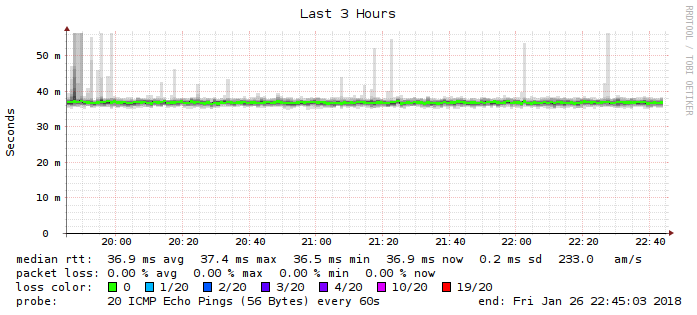 Last 3 Hours
RRDTOOL / TOBI OETIKER
Seconds
50 m
40 m
30 m
20 m
10 m
0
20:00 20:20 20:40 21:00 21:20 21:40 22:00 22:20 22:40
median rtt: 36.9 ms avg 37.4 ms max 36.5 ms min 36.9 ms now 0.2 ms sd 233.0 am/s
packet loss: 0.00 % avg 0.00 % max 0.00 % min 0.00 % now
loss color: 0 1/20 2/20 3/20 4/20 10/20 19/20
probe: 20 ICMP Echo Pings (56 Bytes) every 60s end: Fri Jan 26 22:45:03 2018